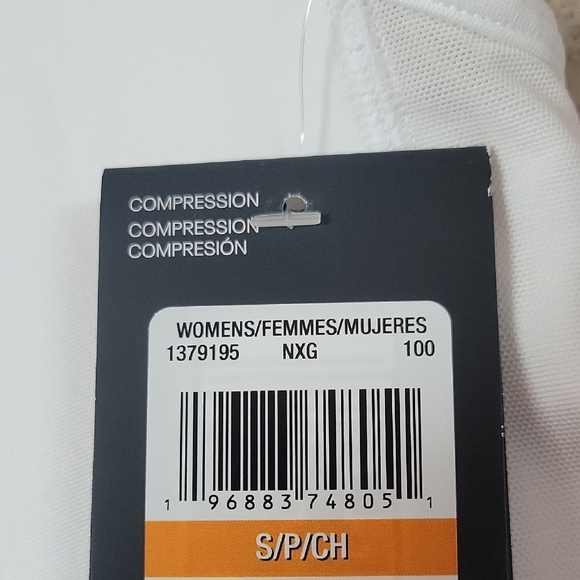 COMPRESSION
COMPRESSION
COMPRESIÓN
WOMENS/FEMMES/MUJERES
1379195 NXG 100
1 96883 74805 1
S/P/CH